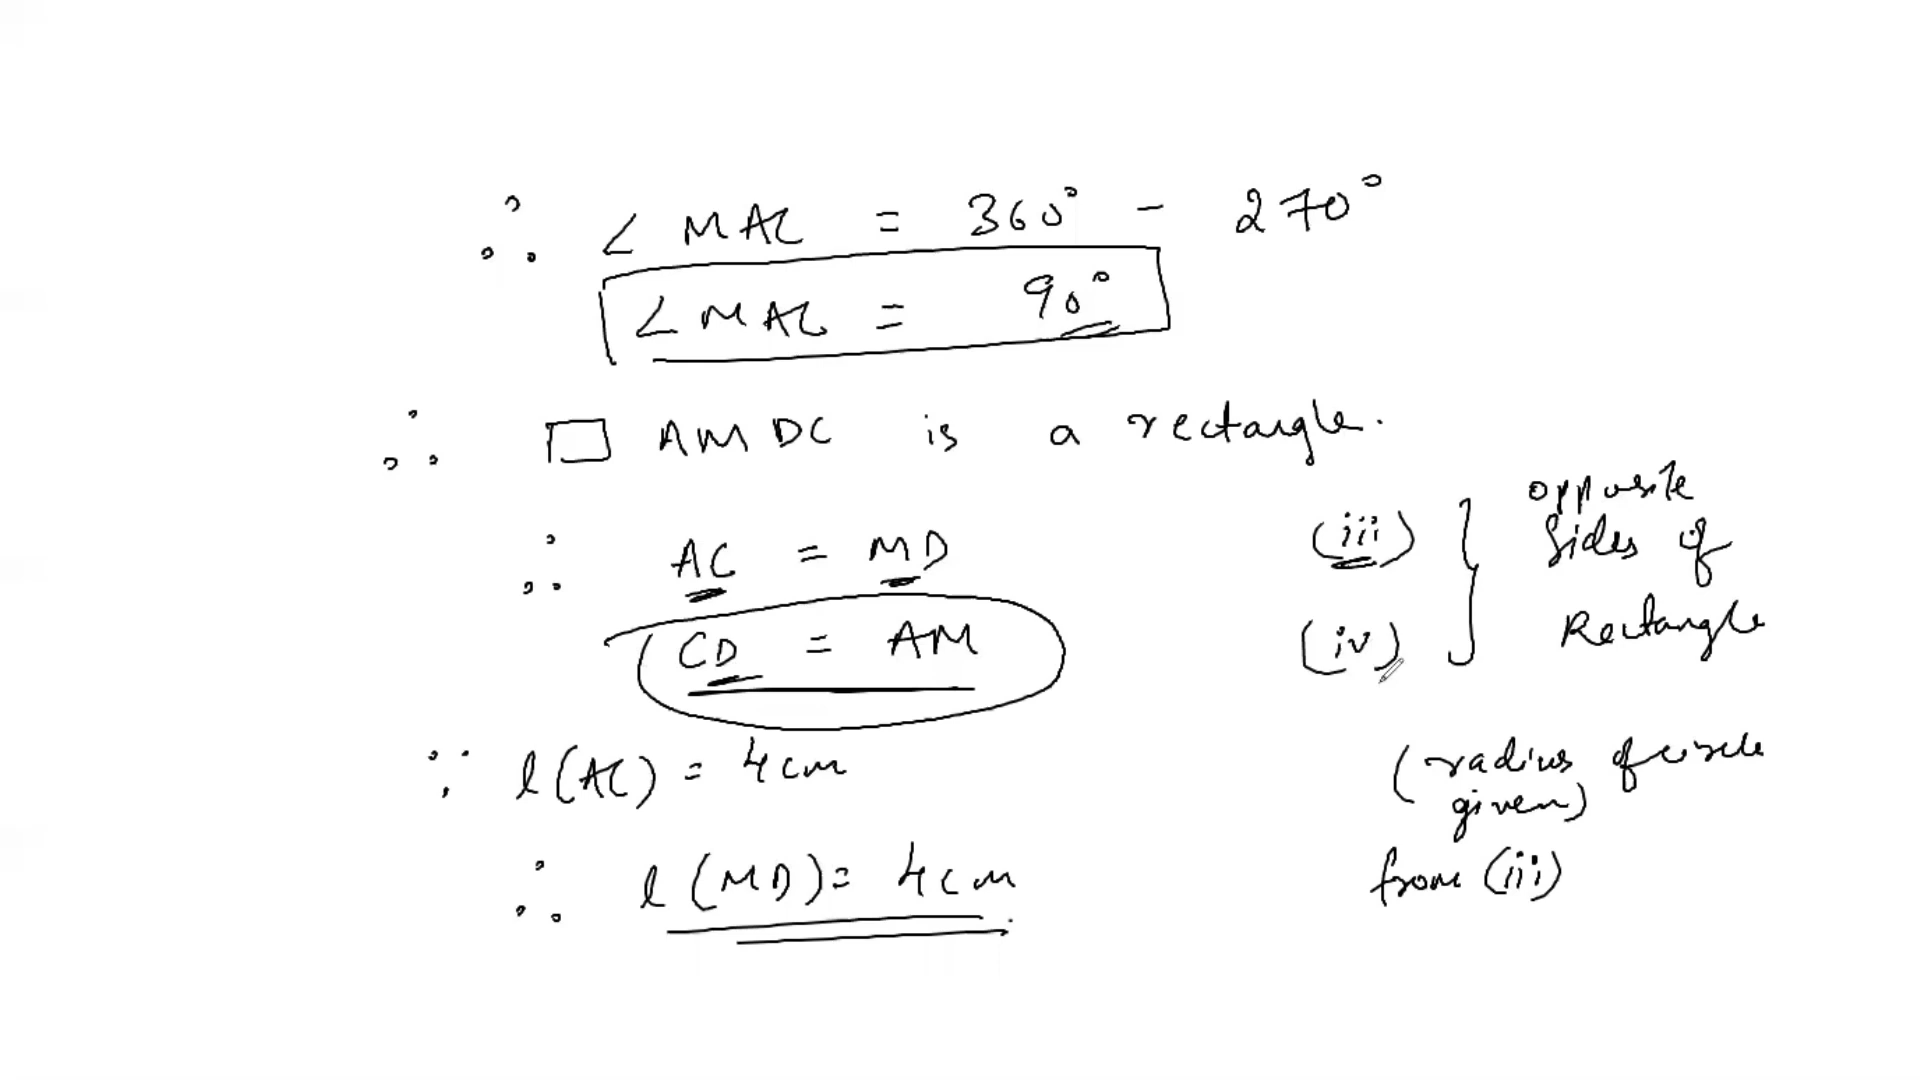 ∴ ∠ MAC = 360° - 270°
∠ MAC = 90°
∴ □ AMDC is a rectangle.
∴ AC = MD (iii) } opposite sides of Rectangle
CD = AM (iv)
∵ l(AC) = 4cm (radius of circle given)
∴ l(MD) = 4cm from (iii)